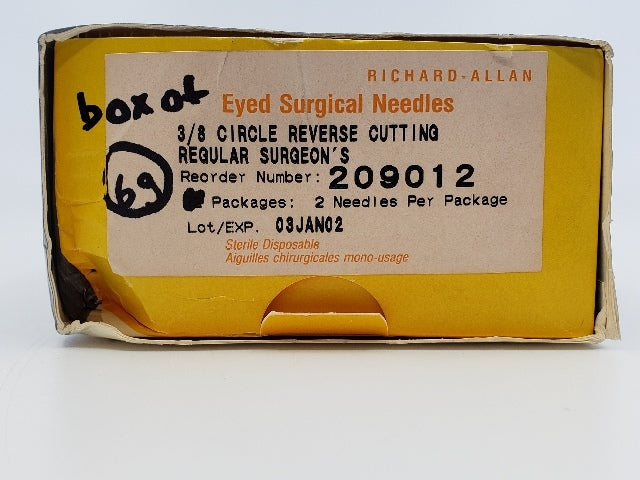 RICHARD-ALLAN
box of
Eyed Surgical Needles
3/8 CIRCLE REVERSE CUTTING
REGULAR SURGEON'S
69
Reorder Number: 209012
Packages: 2 Needles Per Package
Lot/EXP. 03JAN02
Sterile Disposable
Aiguilles chirurgicales mono-usage